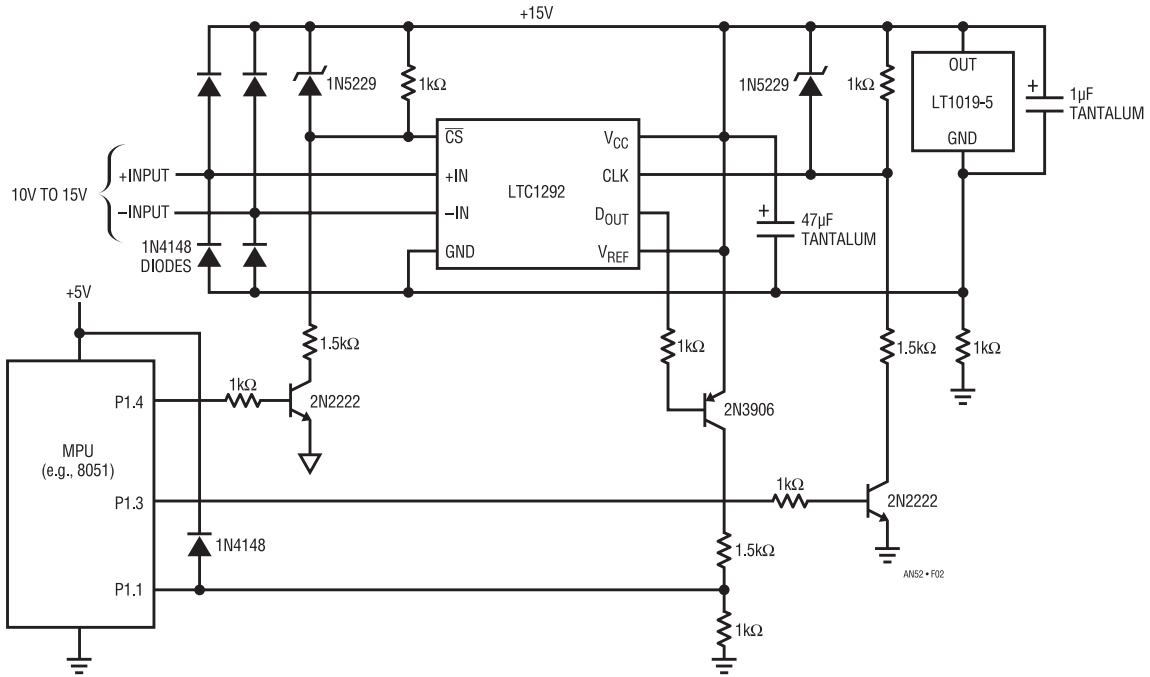 +15V
1N5229
1kΩ
1N5229
1kΩ
OUT
LT1019-5
GND
+
1µF
TANTALUM
10V TO 15V
+INPUT
–INPUT
1N4148
DIODES
C̅S̅
+IN
–IN
GND
LTC1292
VCC
CLK
DOUT
VREF
+
47µF
TANTALUM
+5V
1.5kΩ
1kΩ
1.5kΩ
1kΩ
1kΩ
2N2222
2N3906
P1.4
MPU
(e.g., 8051)
P1.3
1kΩ
2N2222
1N4148
1.5kΩ
AN52 • F02
P1.1
1kΩ